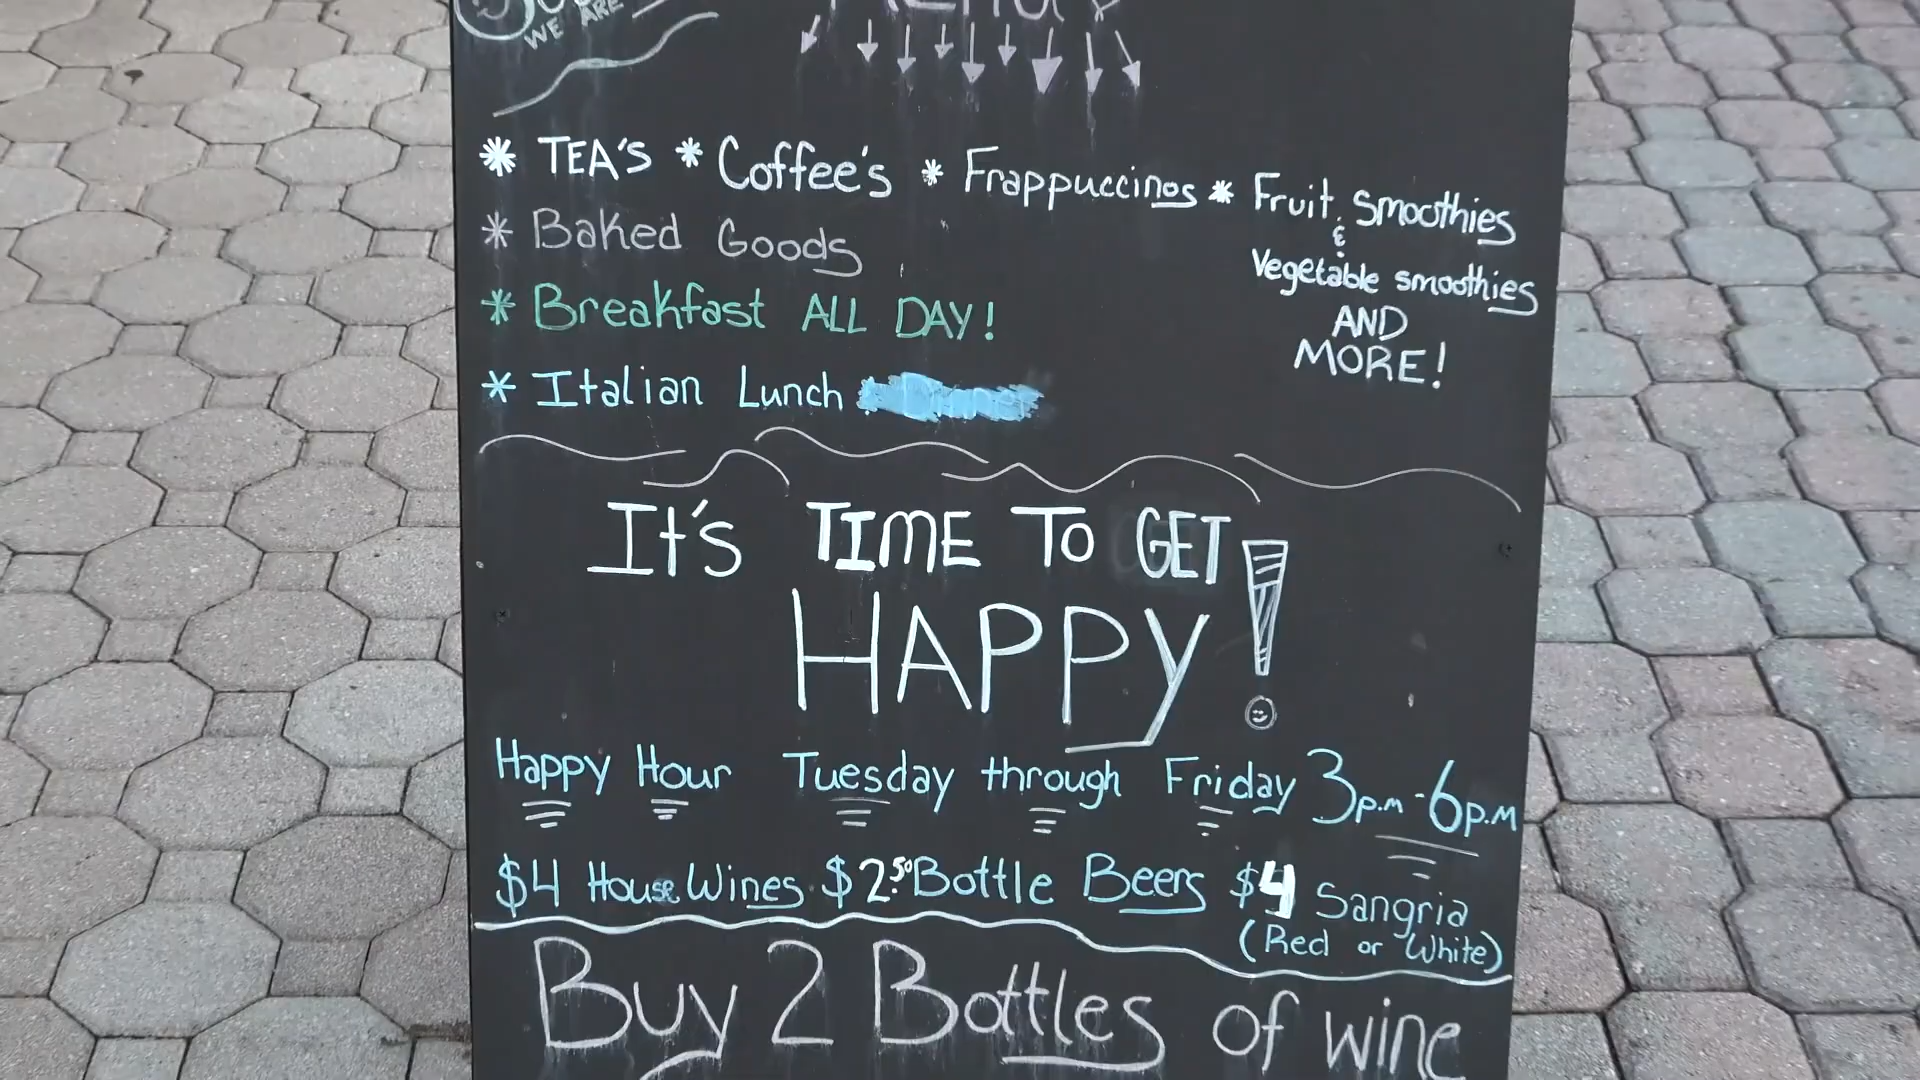 WE ARE
* TEA'S * Coffee's * Frappuccinos * Fruit Smoothies
&
Vegetable smoothies
AND
MORE!
* Baked Goods
* Breakfast ALL DAY!
* Italian Lunch
It's TIME TO GET
HAPPY!
Happy Hour Tuesday through Friday 3p.m - 6p.M
$4 House Wines $2.50 Bottle Beers $4 Sangria
(Red or White)
Buy 2 Bottles of wine